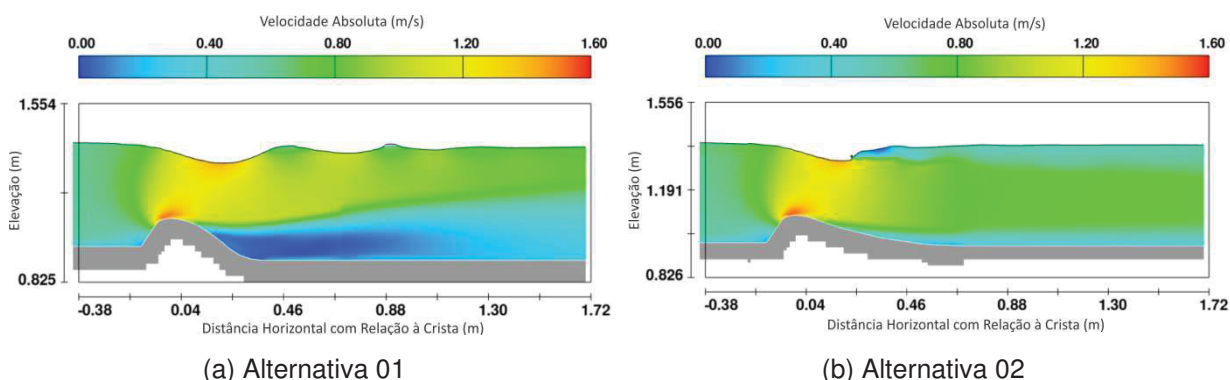 Velocidade Absoluta (m/s)
0.00 0.40 0.80 1.20 1.60
1.554
Elevação (m)
0.825
-0.38 0.04 0.46 0.88 1.30 1.72
Distância Horizontal com Relação à Crista (m)
(a) Alternativa 01
Velocidade Absoluta (m/s)
0.00 0.40 0.80 1.20 1.60
1.556
1.191
Elevação (m)
0.826
-0.38 0.04 0.46 0.88 1.30 1.72
Distância Horizontal com Relação à Crista (m)
(b) Alternativa 02